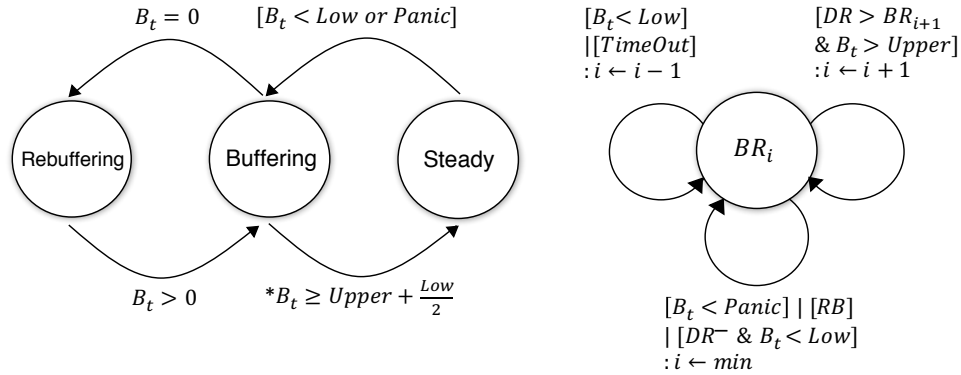 B_t = 0
[B_t < Low or Panic]
Rebuffering
Buffering
Steady
B_t > 0
*B_t ≥ Upper + Low/2
[B_t < Low]
|[TimeOut]
: i ← i − 1
[DR > BR_{i+1}
& B_t > Upper]
: i ← i + 1
BR_i
[B_t < Panic] | [RB]
| [DR⁻ & B_t < Low]
: i ← min